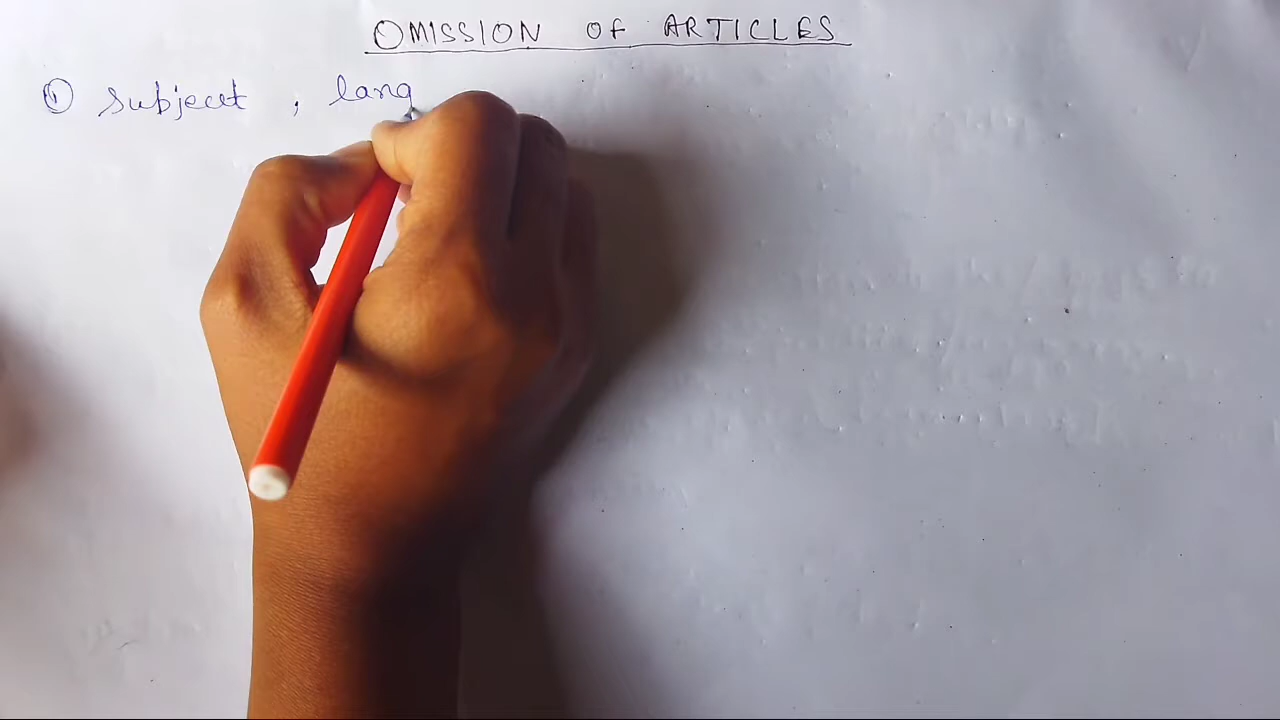 OMISSION OF ARTICLES
① subject , lang